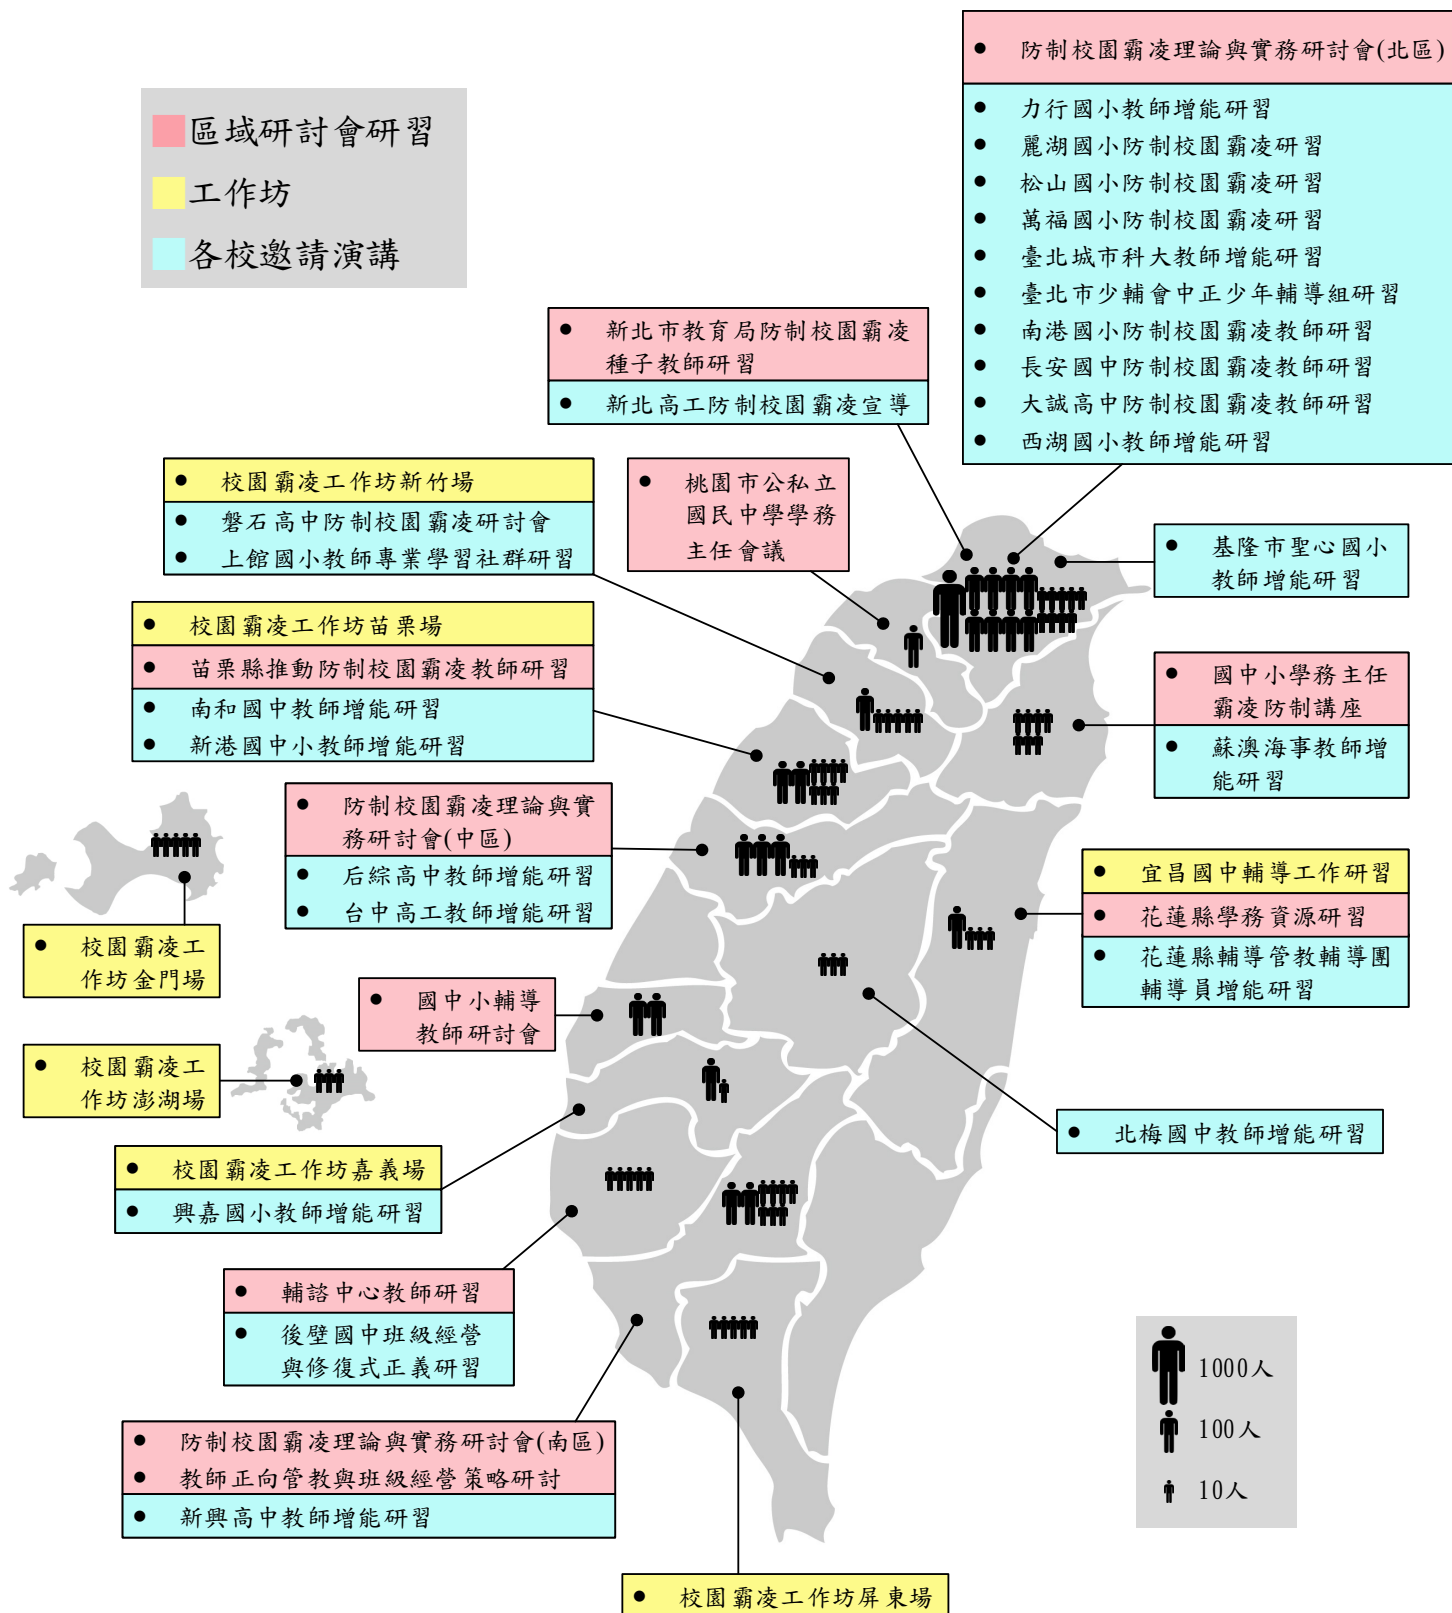 防制校園霸凌理論與實務研討會(北區)
力行國小教師增能研習
麗湖國小防制校園霸凌研習
松山國小防制校園霸凌研習
萬福國小防制校園霸凌研習
臺北城市科大教師增能研習
臺北市少輔會中正少年輔導組研習
南港國小防制校園霸凌教師研習
長安國中防制校園霸凌教師研習
大誠高中防制校園霸凌教師研習
西湖國小教師增能研習
區域研討會研習
工作坊
各校邀請演講
新北市教育局防制校園霸凌
種子教師研習
新北高工防制校園霸凌宣導
校園霸凌工作坊新竹場
磐石高中防制校園霸凌研討會
上館國小教師專業學習社群研習
桃園市公私立
國民中學學務
主任會議
基隆市聖心國小
教師增能研習
校園霸凌工作坊苗栗場
苗栗縣推動防制校園霸凌教師研習
南和國中教師增能研習
新港國中小教師增能研習
國中小學務主任
霸凌防制講座
蘇澳海事教師增
能研習
防制校園霸凌理論與實
務研討會(中區)
后綜高中教師增能研習
台中高工教師增能研習
宜昌國中輔導工作研習
花蓮縣學務資源研習
花蓮縣輔導管教輔導團
輔導員增能研習
校園霸凌工
作坊金門場
國中小輔導
教師研討會
校園霸凌工
作坊澎湖場
北梅國中教師增能研習
校園霸凌工作坊嘉義場
興嘉國小教師增能研習
輔諮中心教師研習
後壁國中班級經營
與修復式正義研習
防制校園霸凌理論與實務研討會(南區)
教師正向管教與班級經營策略研討
新興高中教師增能研習
1000人
100人
10人
校園霸凌工作坊屏東場